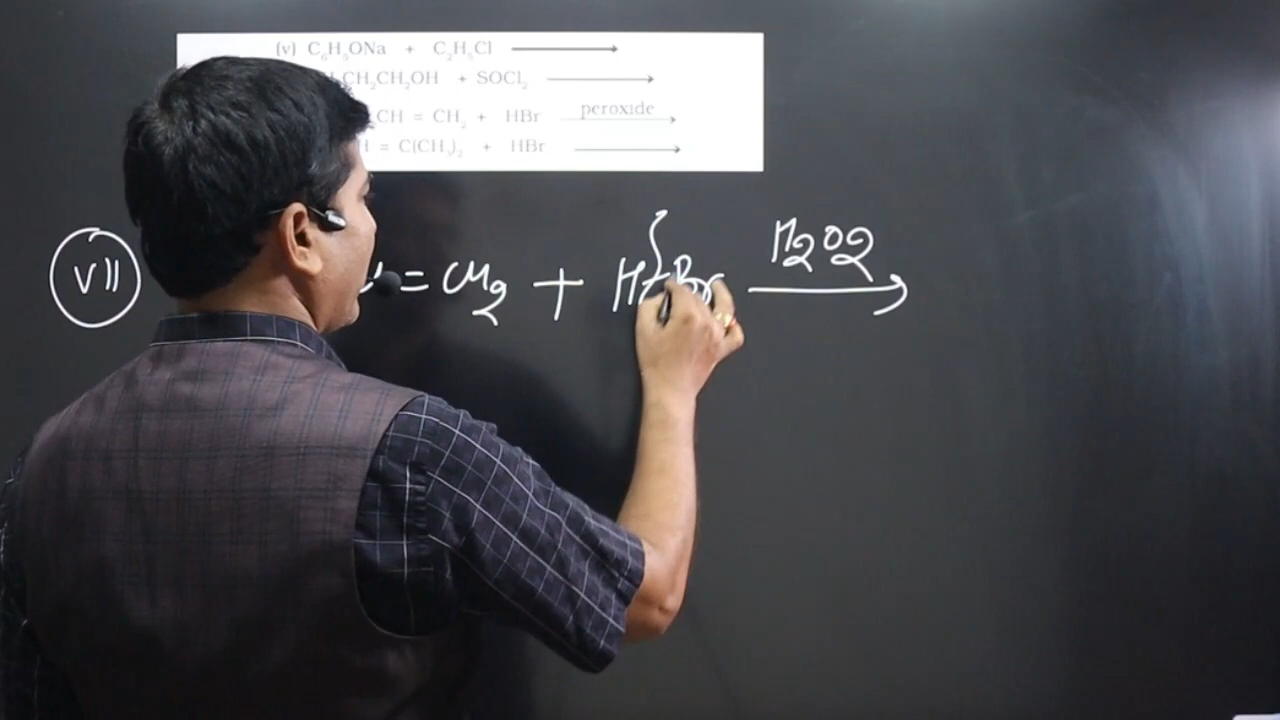 (v) C₆H₅ONa + C₂H₅Cl ⟶
CH₂CH₂OH + SOCl₂ ⟶
CH = CH₂ + HBr peroxide ⟶
= C(CH₃)₂ + HBr ⟶
VII = CH₂ + H Br H₂O₂ ⟶